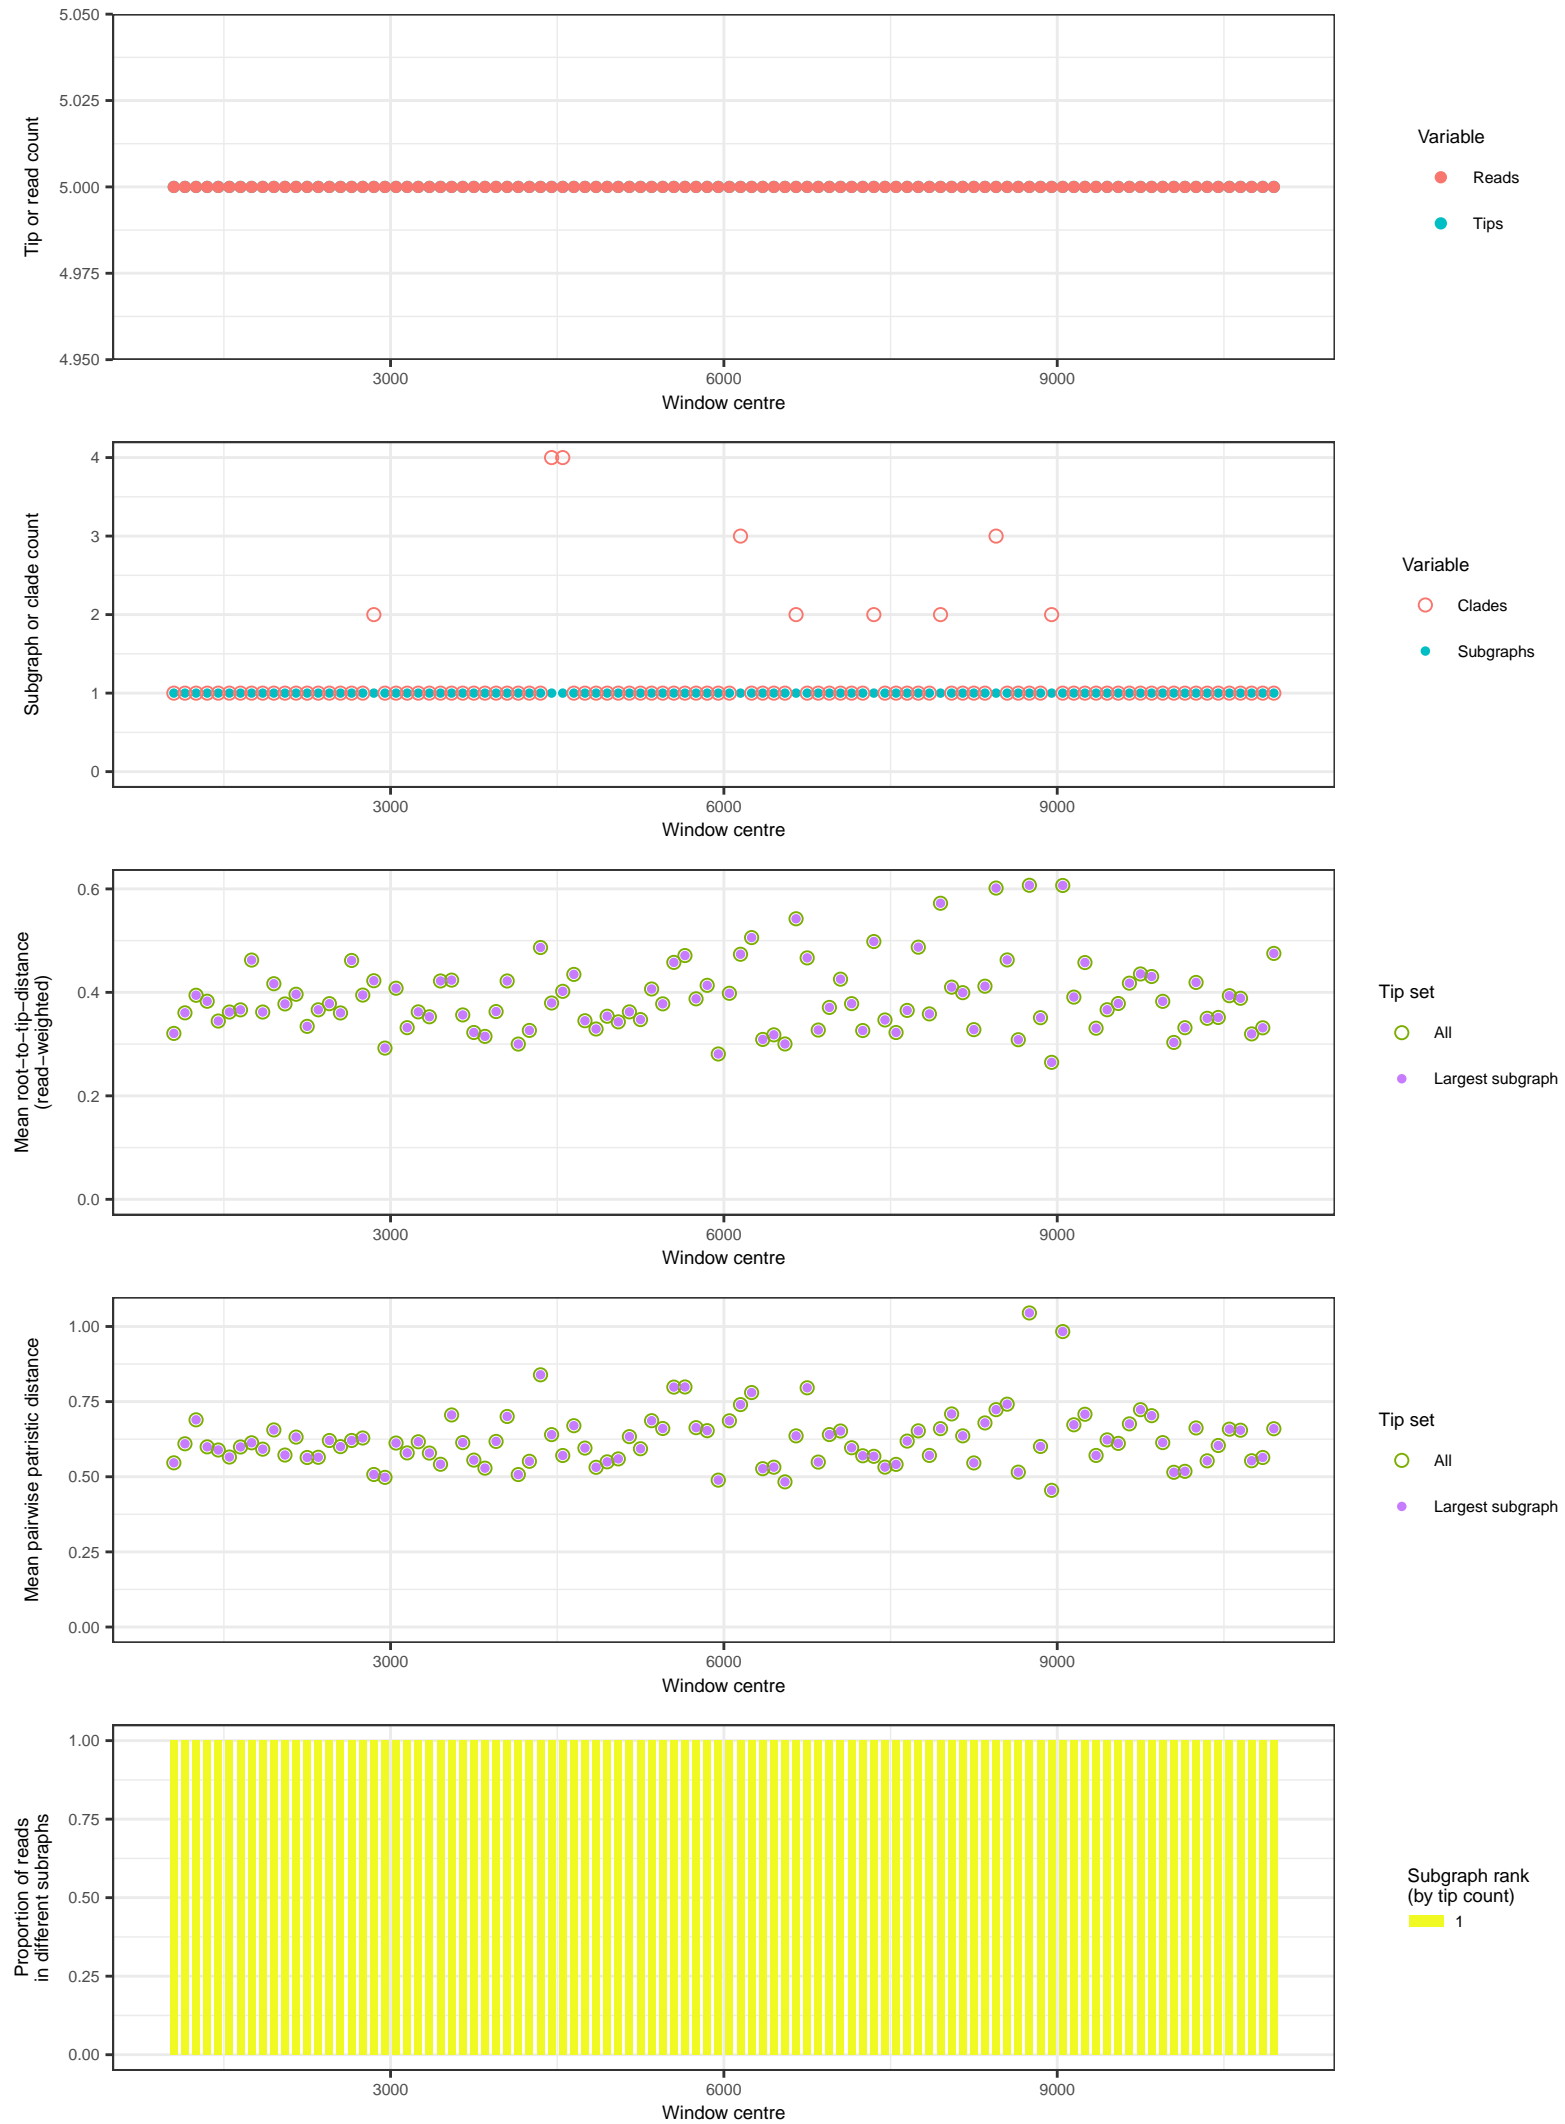 5.050
5.025
5.000
4.975
4.950
Tip or read count
3000 6000 9000
Window centre
Variable
Reads
Tips
4
3
2
1
0
Subgraph or clade count
3000 6000 9000
Window centre
Variable
Clades
Subgraphs
0.6
0.4
0.2
0.0
Mean root−to−tip−distance
(read−weighted)
3000 6000 9000
Window centre
Tip set
All
Largest subgraph
1.00
0.75
0.50
0.25
0.00
Mean pairwise patristic distance
3000 6000 9000
Window centre
Tip set
All
Largest subgraph
1.00
0.75
0.50
0.25
0.00
Proportion of reads
in different subraphs
3000 6000 9000
Window centre
Subgraph rank
(by tip count)
1